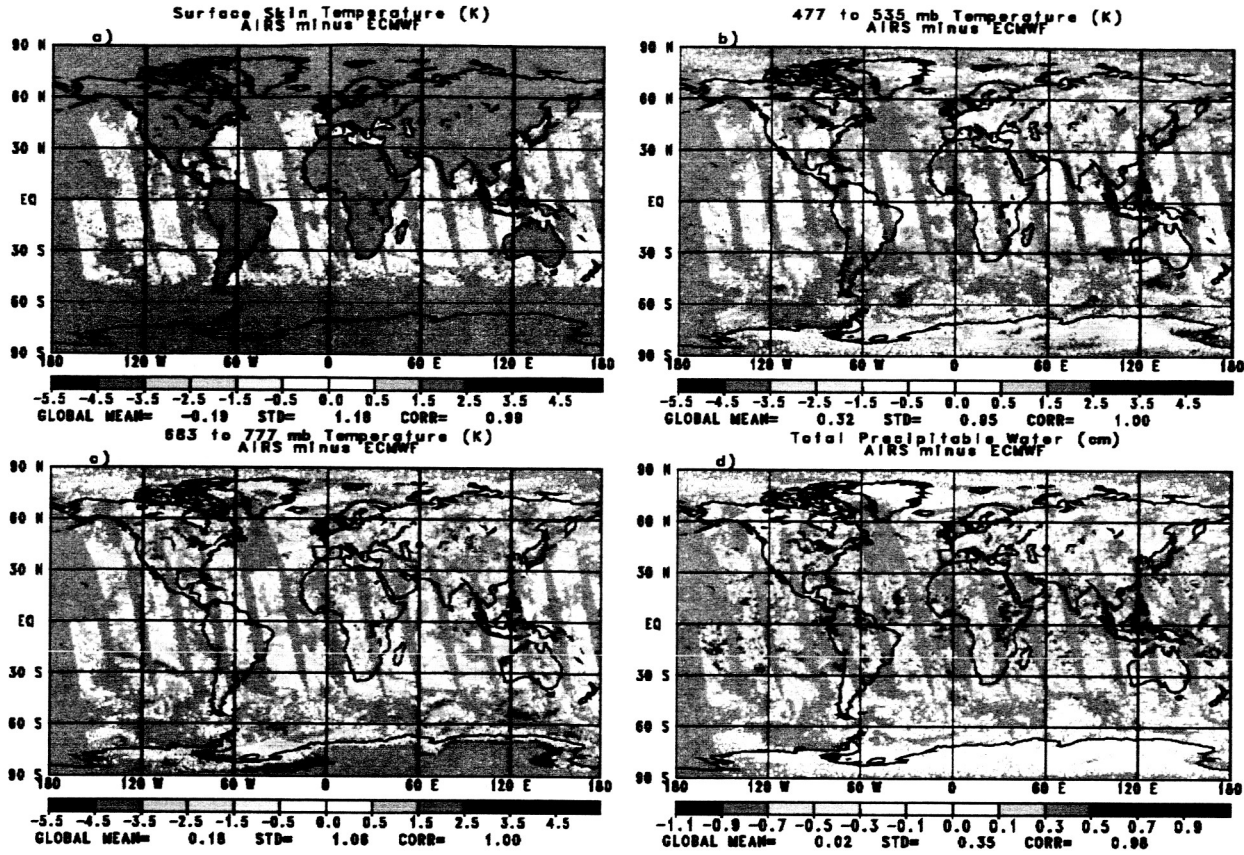 Surface Skin Temperature (K)
AIRS minus ECMWF
a)
90 N
60 N
30 N
EQ
30 S
60 S
90 S
180 120 W 60 W 0 60 E 120 E 180
-5.5 -4.5 -3.5 -2.5 -1.5 -0.5 0.0 0.5 1.5 2.5 3.5 4.5
GLOBAL MEAN= -0.19 STD= 1.18 CORR= 0.98
477 to 535 mb Temperature (K)
AIRS minus ECMWF
b)
90 N
60 N
30 N
EQ
30 S
60 S
90 S
180 120 W 60 W 0 60 E 120 E 180
-5.5 -4.5 -3.5 -2.5 -1.5 -0.5 0.0 0.5 1.5 2.5 3.5 4.5
GLOBAL MEAN= 0.32 STD= 0.85 CORR= 1.00
683 to 777 mb Temperature (K)
AIRS minus ECMWF
c)
90 N
60 N
30 N
EQ
30 S
60 S
90 S
180 120 W 60 W 0 60 E 120 E 180
-5.5 -4.5 -3.5 -2.5 -1.5 -0.5 0.0 0.5 1.5 2.5 3.5 4.5
GLOBAL MEAN= 0.18 STD= 1.06 CORR= 1.00
Total Precipitable Water (cm)
AIRS minus ECMWF
d)
90 N
60 N
30 N
EQ
30 S
60 S
90 S
180 120 W 60 W 0 60 E 120 E 180
-1.1 -0.9 -0.7 -0.5 -0.3 -0.1 0.0 0.1 0.3 0.5 0.7 0.9
GLOBAL MEAN= 0.02 STD= 0.35 CORR= 0.98